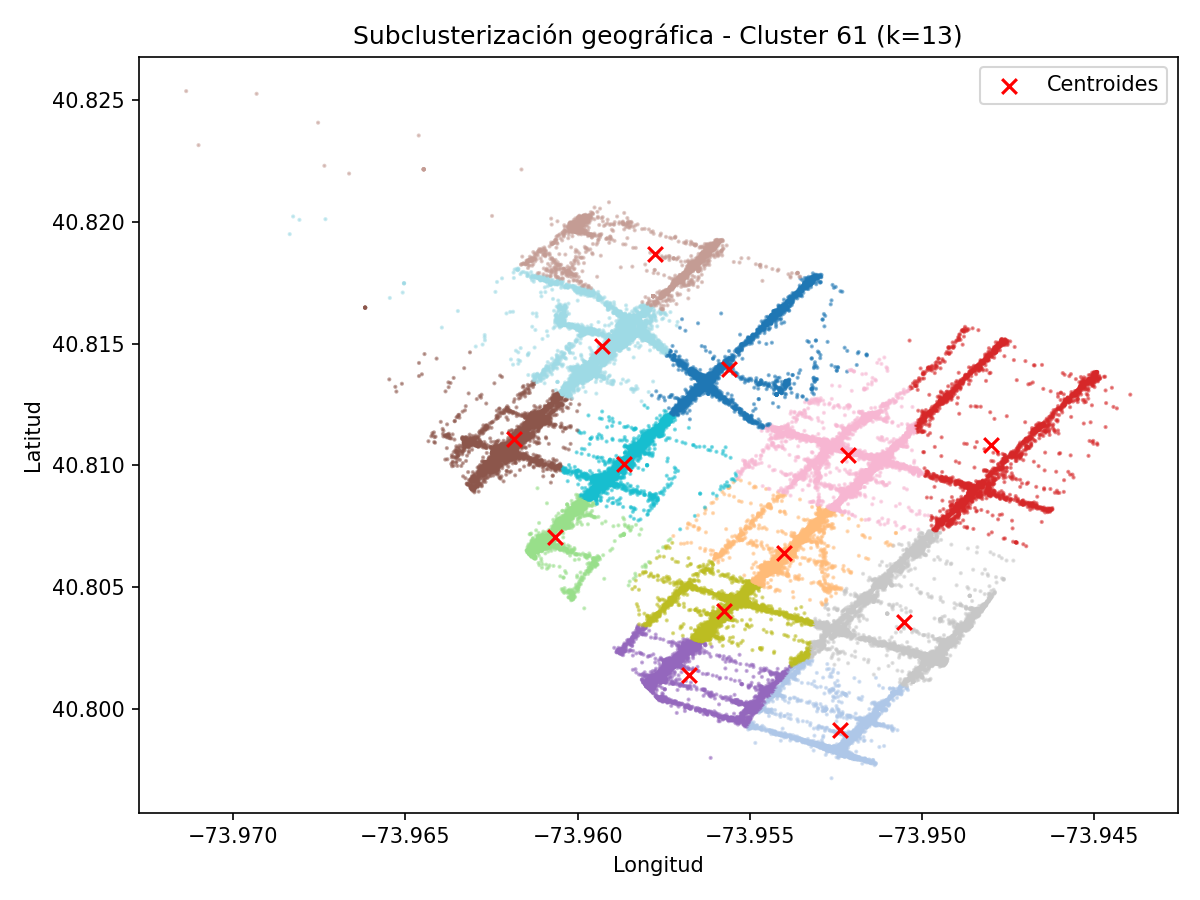 Subclusterización geográfica - Cluster 61 (k=13)
Centroides
40.825
40.820
40.815
40.810
40.805
40.800
Latitud
−73.970 −73.965 −73.960 −73.955 −73.950 −73.945
Longitud